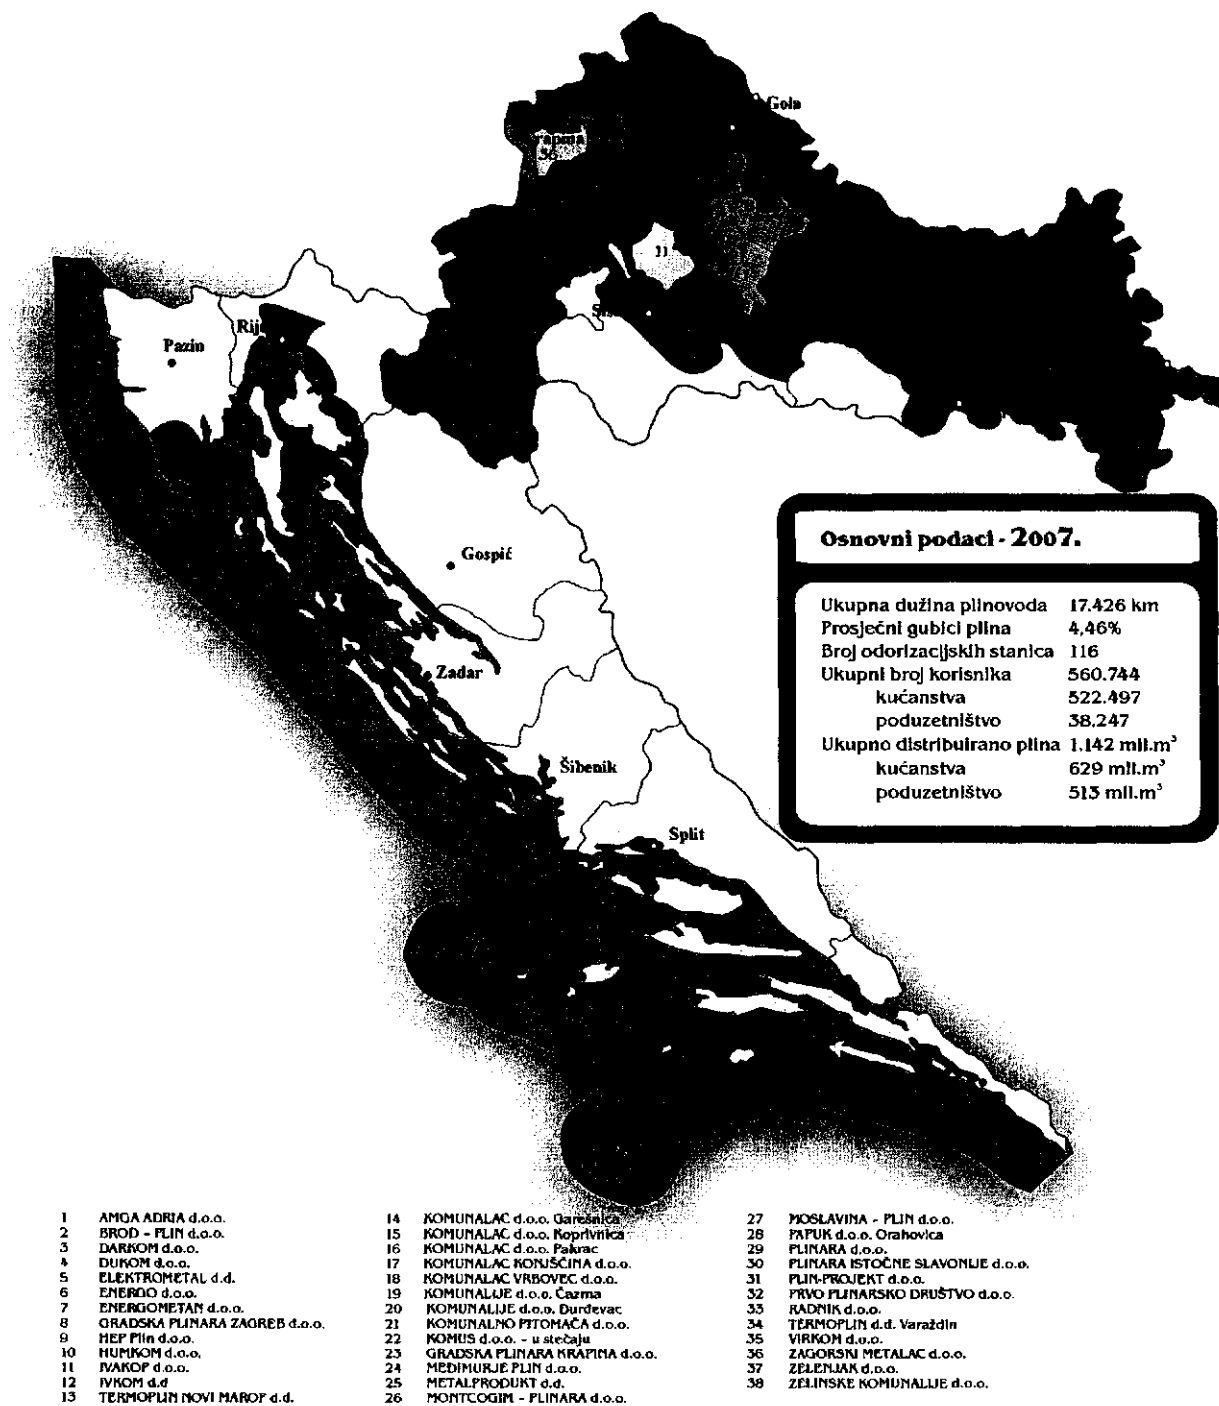 Gola
11
Rij
Pazin
Gospić
Zadar
Šibenik
Split
Osnovni podaci - 2007.
Ukupna dužina plinovoda 17.426 km
Prosječni gubici plina 4,46%
Broj odorizacijskih stanica 116
Ukupni broj korisnika 560.744
kućanstva 522.497
poduzetništvo 38.247
Ukupno distribuirano plina 1.142 mil.m³
kućanstva 629 mil.m³
poduzetništvo 513 mil.m³
1 AMGA ADRIA d.o.o.
2 BROD - PLIN d.o.o.
3 DARKOM d.o.o.
4 DUKOM d.o.o.
5 ELEKTROMETAL d.d.
6 ENERGO d.o.o.
7 ENERGOMETAN d.o.o.
8 GRADSKA PLINARA ZAGREB d.o.o.
9 HEP Plin d.o.o.
10 HUMKOM d.o.o.
11 IVAKOP d.o.o.
12 IVKOM d.d
13 TERMOPLIN NOVI MAROF d.d.
14 KOMUNALAC d.o.o. Garešnica
15 KOMUNALAC d.o.o. Koprivnica
16 KOMUNALAC d.o.o. Pakrac
17 KOMUNALAC KONJŠČINA d.o.o.
18 KOMUNALAC VRBOVEC d.o.o.
19 KOMUNALIJE d.o.o. Čazma
20 KOMUNALIJE d.o.o. Đurđevac
21 KOMUNALNO PITOMAČA d.o.o.
22 KOMUS d.o.o. - u stečaju
23 GRADSKA PLINARA KRAPINA d.o.o.
24 MEĐIMURJE PLIN d.o.o.
25 METALPRODUKT d.d.
26 MONTCOGIM - PLINARA d.o.o.
27 MOSLAVINA - PLIN d.o.o.
28 PAPUK d.o.o. Orahovica
29 PLINARA d.o.o.
30 PLINARA ISTOČNE SLAVONIJE d.o.o.
31 PLIN-PROJEKT d.o.o.
32 PRVO PLINARSKO DRUŠTVO d.o.o.
33 RADNIK d.o.o.
34 TERMOPLIN d.d. Varaždin
35 VIRKOM d.o.o.
36 ZAGORSKI METALAC d.o.o.
37 ZELENJAK d.o.o.
38 ZELINSKE KOMUNALIJE d.o.o.